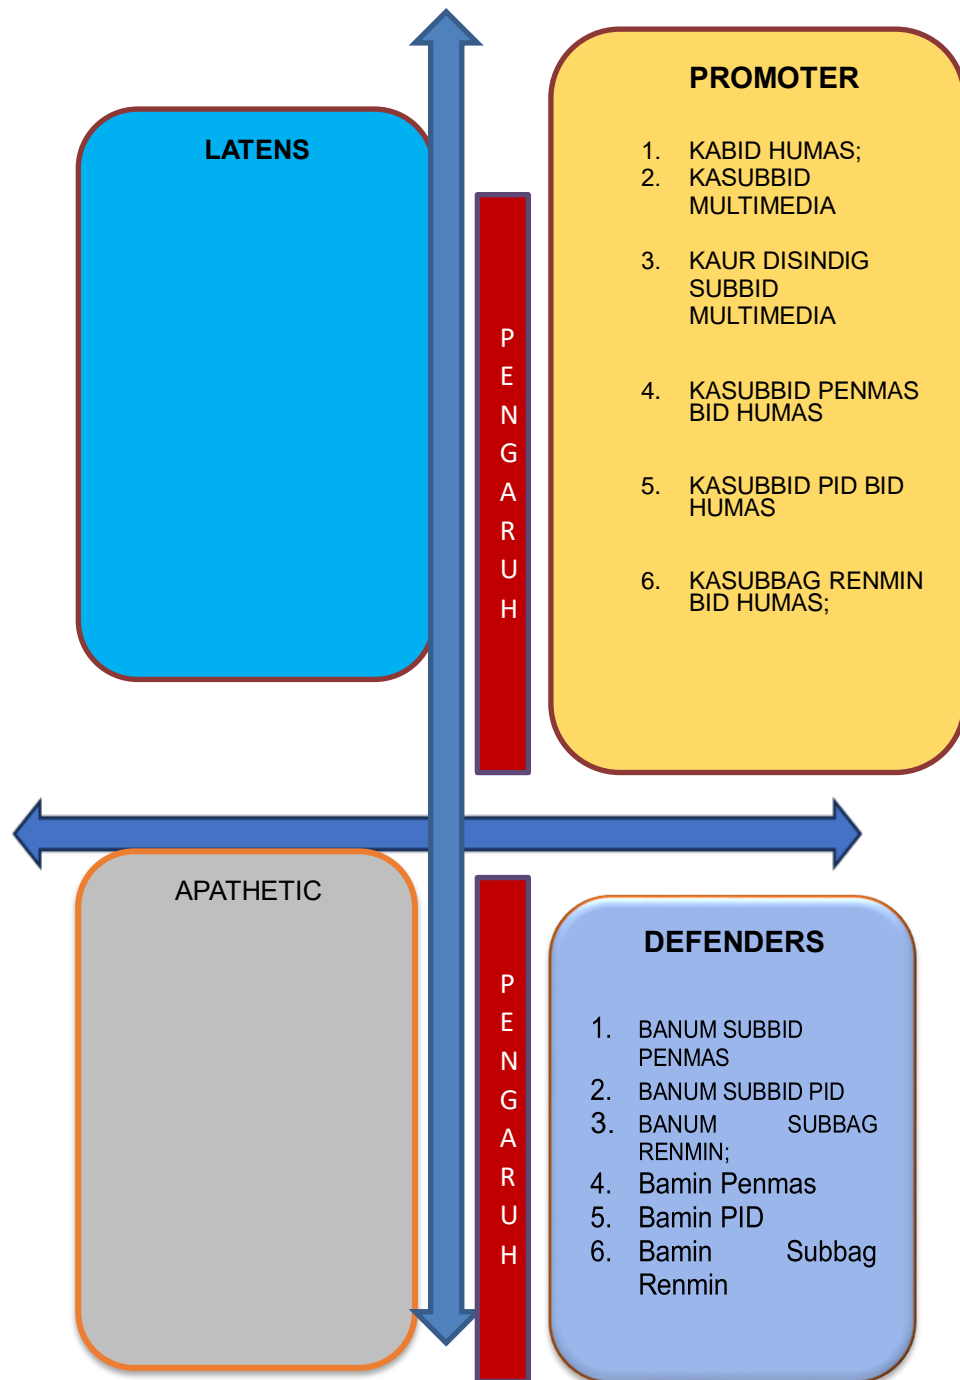 LATENS
PROMOTER
1. KABID HUMAS;
2. KASUBBID
MULTIMEDIA
3. KAUR DISINDIG
SUBBID
MULTIMEDIA
4. KASUBBID PENMAS
BID HUMAS
5. KASUBBID PID BID
HUMAS
6. KASUBBAG RENMIN
BID HUMAS;
PENGARUH
APATHETIC
DEFENDERS
1. BANUM SUBBID
PENMAS
2. BANUM SUBBID PID
3. BANUM SUBBAG
RENMIN;
4. Bamin Penmas
5. Bamin PID
6. Bamin Subbag
Renmin
PENGARUH